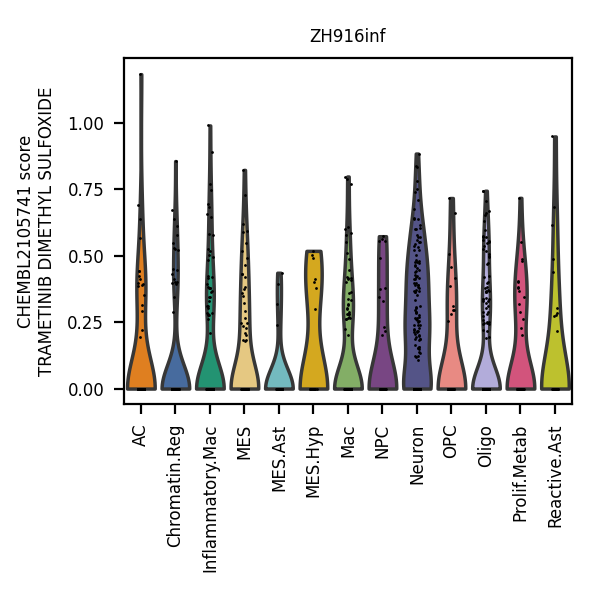 ZH916inf
CHEMBL2105741 score
TRAMETINIB DIMETHYL SULFOXIDE
1.00
0.75
0.50
0.25
0.00
AC
Chromatin.Reg
Inflammatory.Mac
MES
MES.Ast
MES.Hyp
Mac
NPC
Neuron
OPC
Oligo
Prolif.Metab
Reactive.Ast